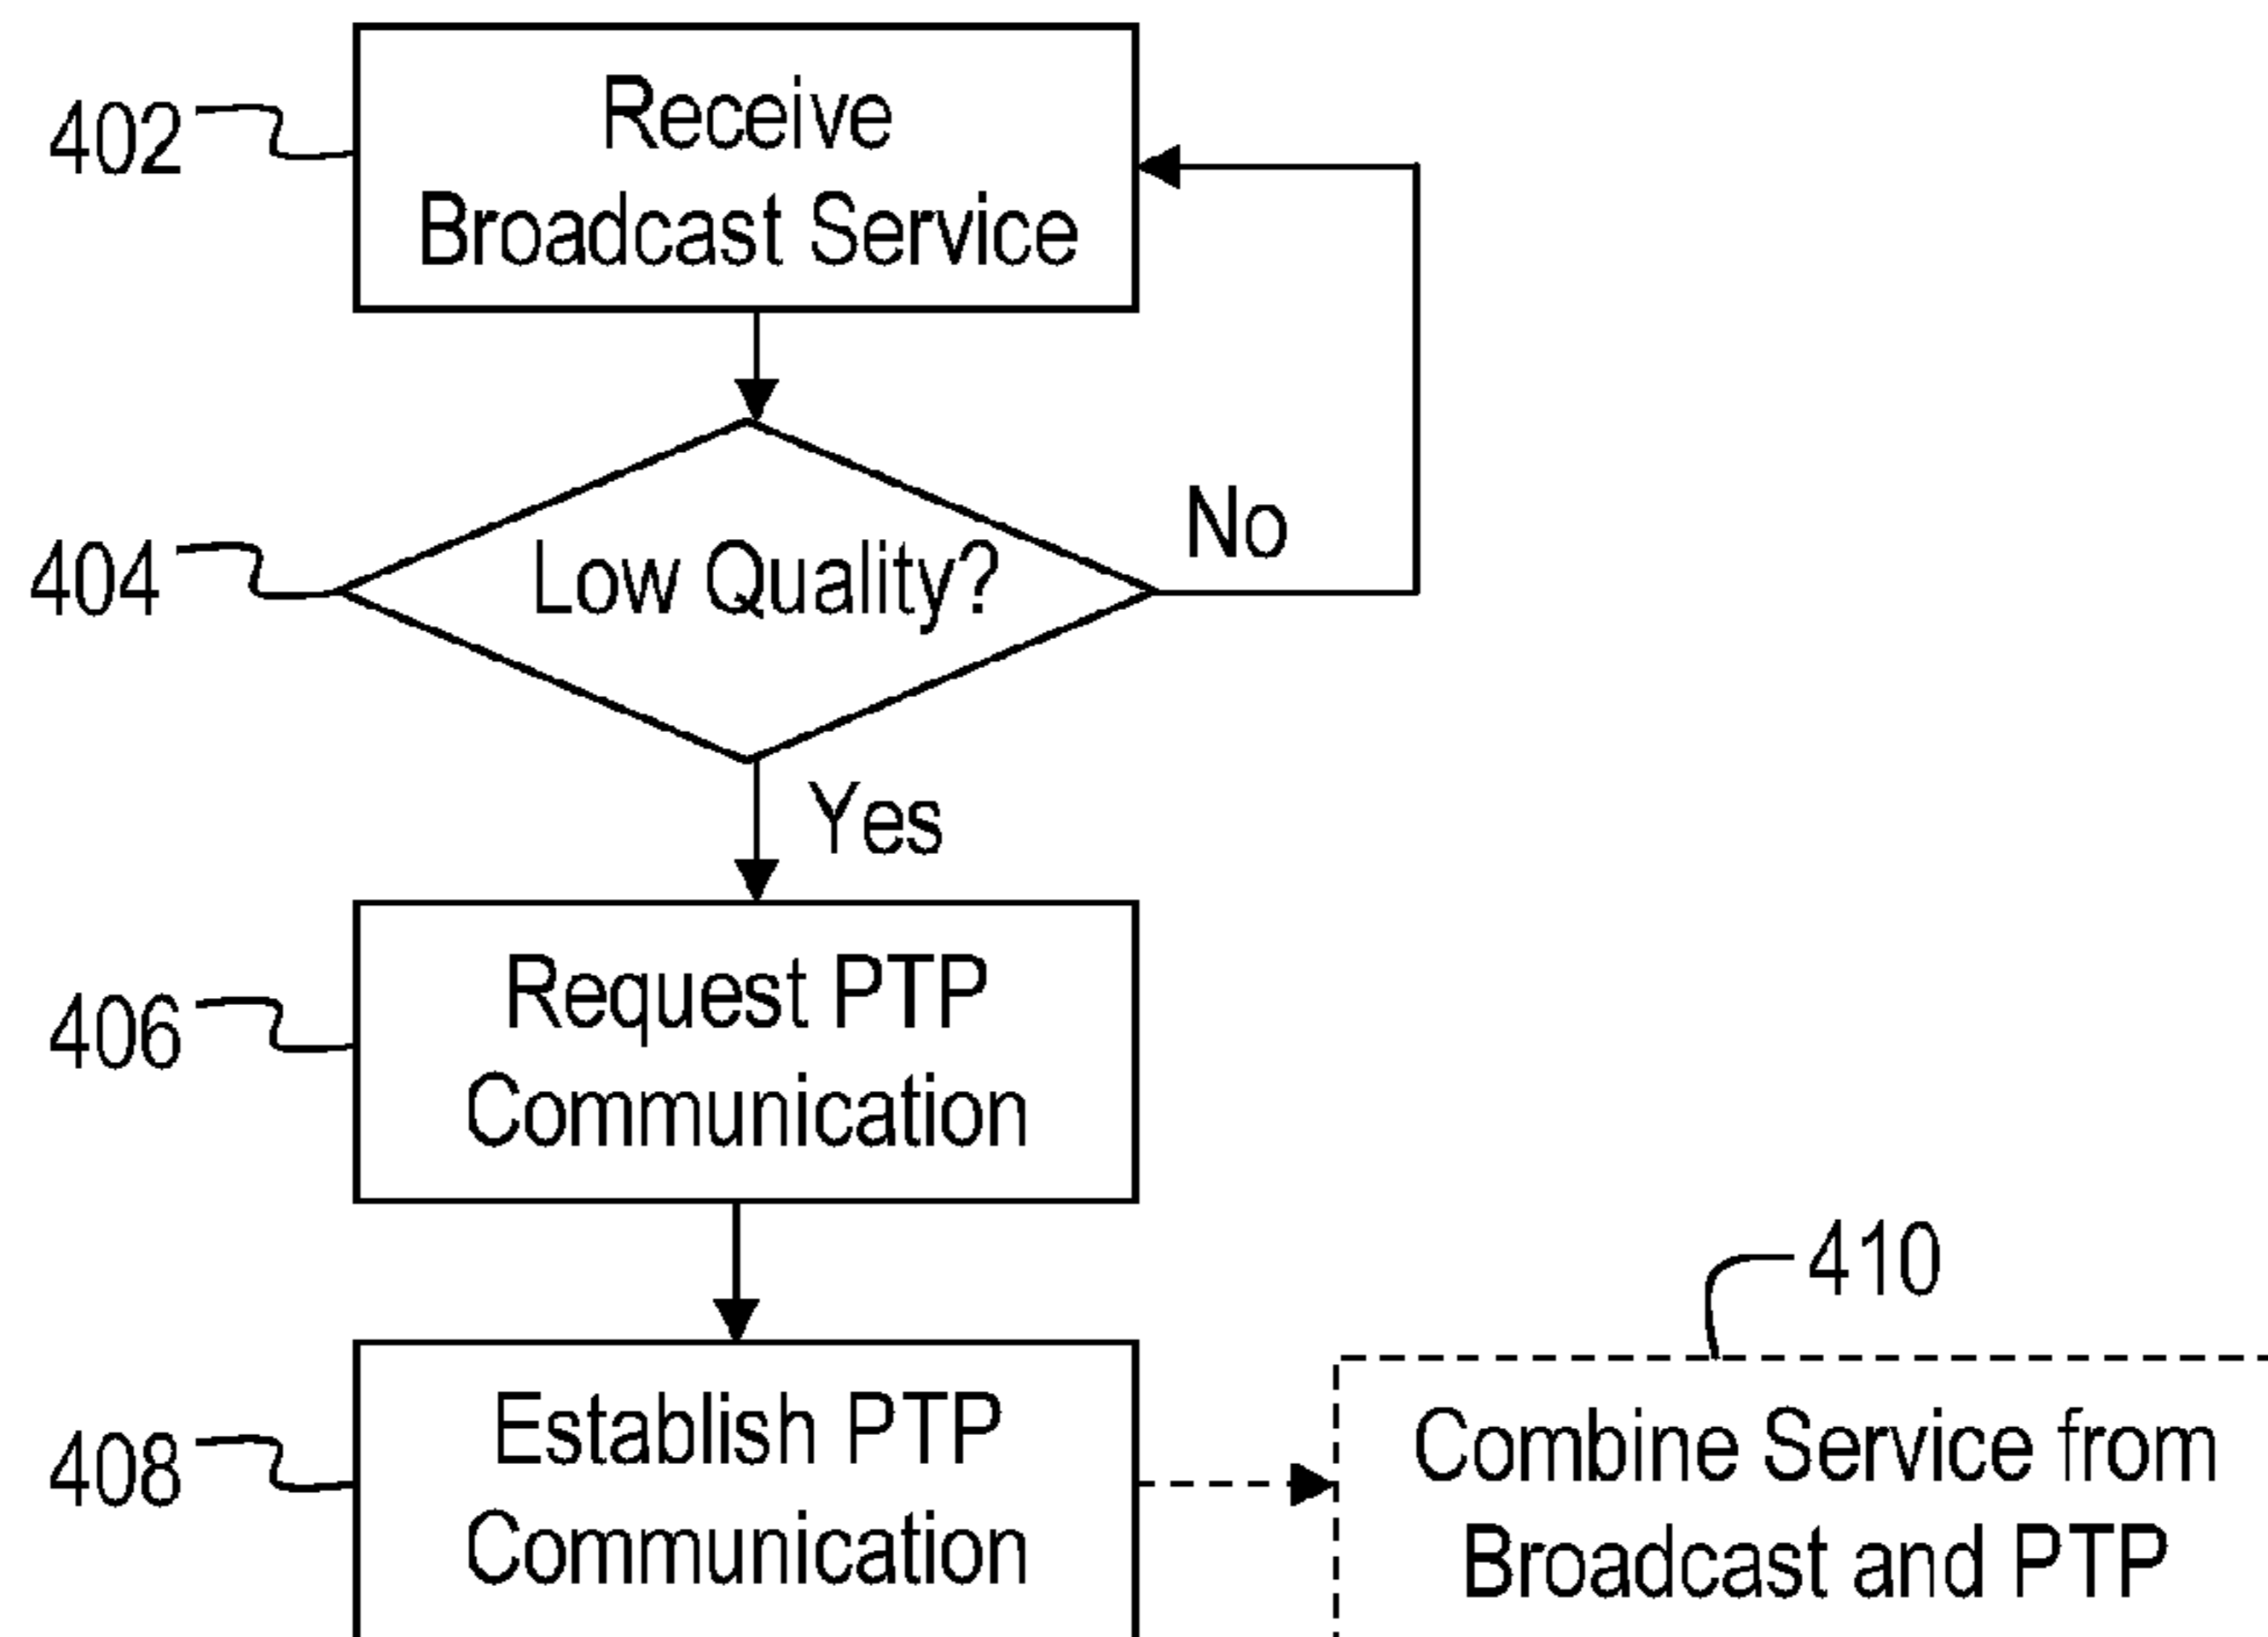 402
Receive
Broadcast Service
404
Low Quality?
No
Yes
406
Request PTP
Communication
408
Establish PTP
Communication
410
Combine Service from
Broadcast and PTP